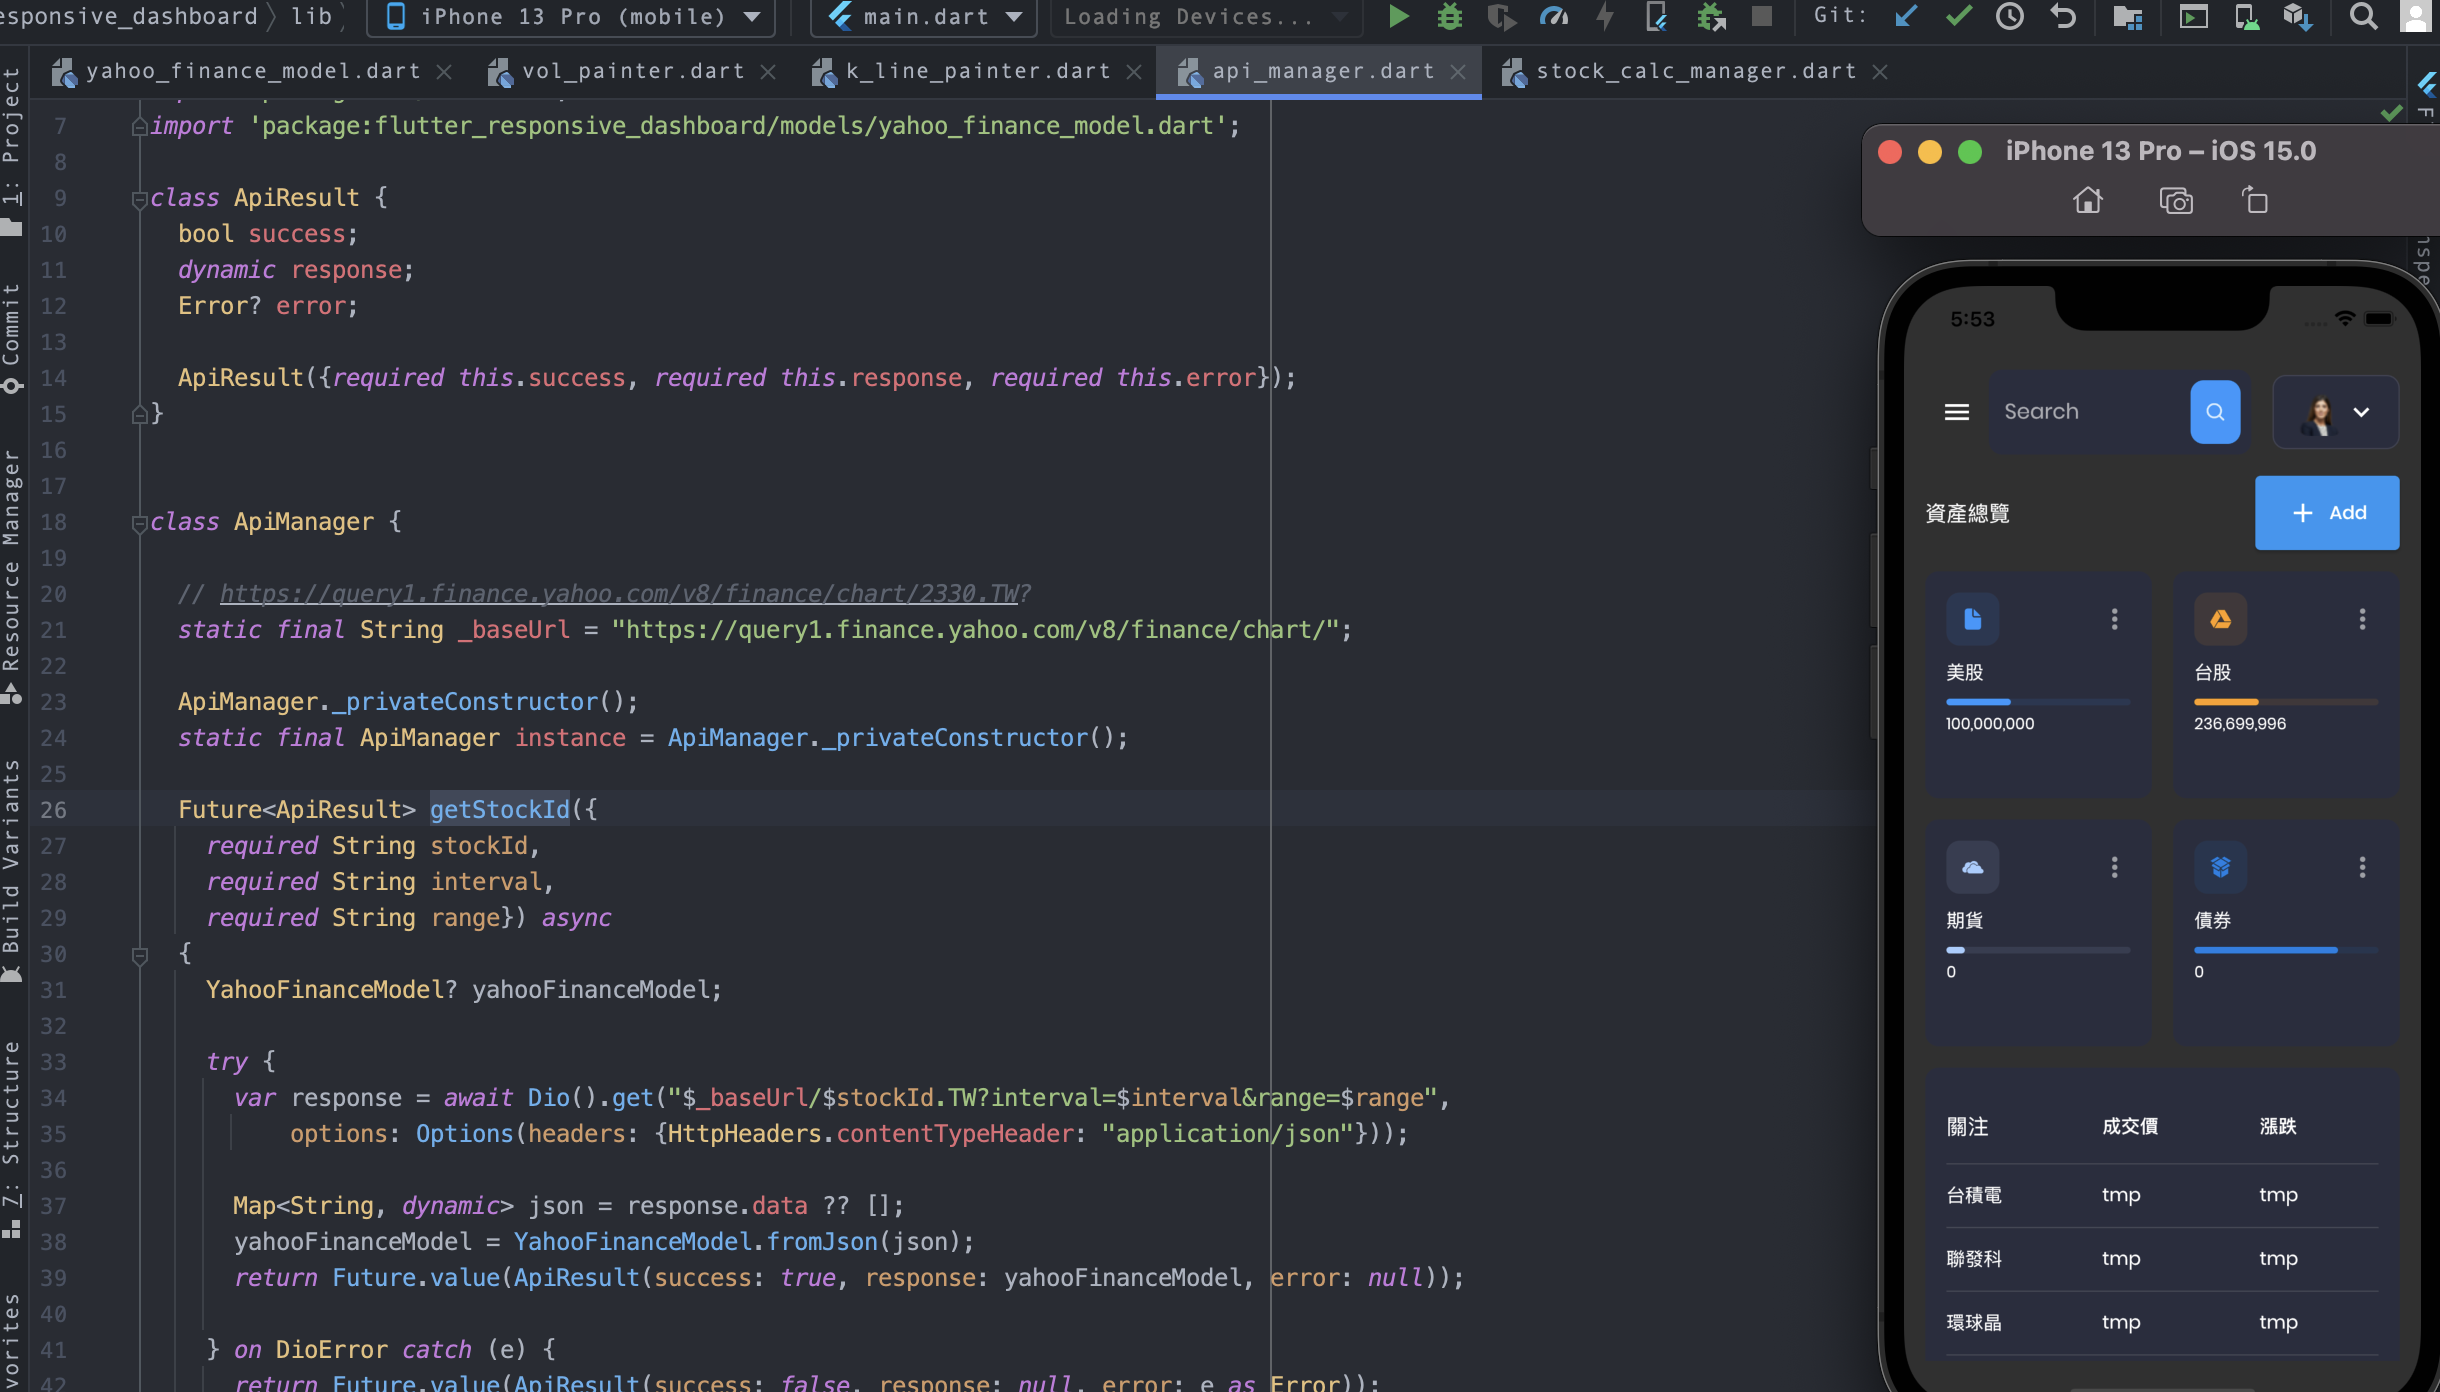 esponsive_dashboard lib iPhone 13 Pro (mobile) main.dart Loading Devices... Git:
yahoo_finance_model.dart vol_painter.dart k_line_painter.dart api_manager.dart stock_calc_manager.dart
1: Project
Commit
Resource Manager
Build Variants
7: Structure
vorites
7 import 'package:flutter_responsive_dashboard/models/yahoo_finance_model.dart';
8
9 class ApiResult {
10 bool success;
11 dynamic response;
12 Error? error;
13
14 ApiResult({required this.success, required this.response, required this.error});
15 }
16
17
18 class ApiManager {
19
20 // https://query1.finance.yahoo.com/v8/finance/chart/2330.TW?
21 static final String _baseUrl = "https://query1.finance.yahoo.com/v8/finance/chart/";
22
23 ApiManager._privateConstructor();
24 static final ApiManager instance = ApiManager._privateConstructor();
25
26 Future<ApiResult> getStockId({
27 required String stockId,
28 required String interval,
29 required String range}) async
30 {
31 YahooFinanceModel? yahooFinanceModel;
32
33 try {
34 var response = await Dio().get("$_baseUrl/$stockId.TW?interval=$interval&range=$range",
35 options: Options(headers: {HttpHeaders.contentTypeHeader: "application/json"}));
36
37 Map<String, dynamic> json = response.data ?? [];
38 yahooFinanceModel = YahooFinanceModel.fromJson(json);
39 return Future.value(ApiResult(success: true, response: yahooFinanceModel, error: null));
40
41 } on DioError catch (e) {
42 return Future.value(ApiResult(success: false, response: null, error: e as Error));
iPhone 13 Pro – iOS 15.0
nspe
5:53
Search
資產總覽 + Add
美股 台股
100,000,000 236,699,996
期貨 債券
0 0
關注 成交價 漲跌
台積電 tmp tmp
聯發科 tmp tmp
環球晶 tmp tmp